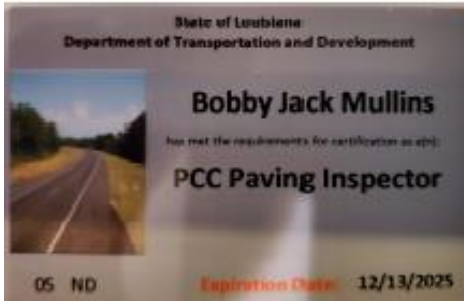 State of Louisiana
Department of Transportation and Development
Bobby Jack Mullins
has met the requirements for certification as a(n):
PCC Paving Inspector
05 ND Expiration Date: 12/13/2025